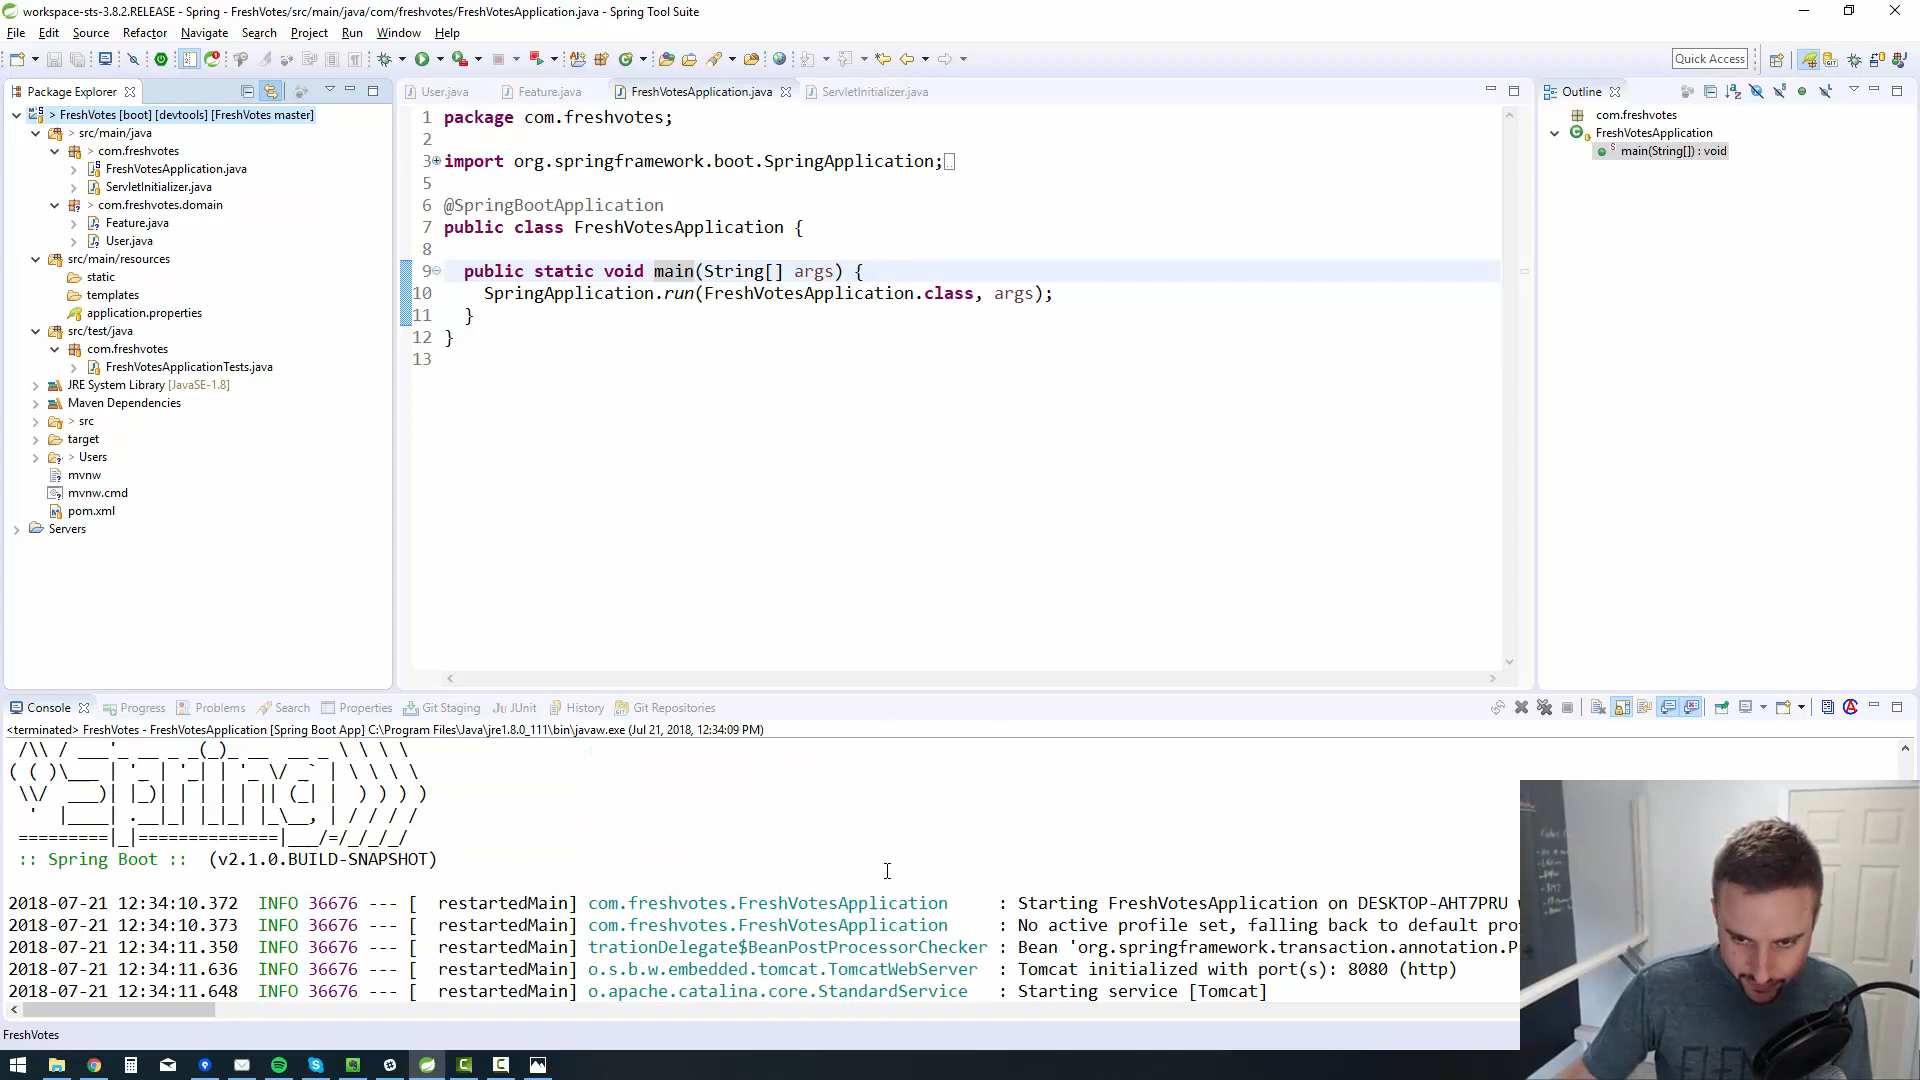 workspace-sts-3.8.2.RELEASE - Spring - FreshVotes/src/main/java/com/freshvotes/FreshVotesApplication.java - Spring Tool Suite
File Edit Source Refactor Navigate Search Project Run Window Help
Quick Access
Package Explorer
> FreshVotes [boot] [devtools] [FreshVotes master]
> src/main/java
> com.freshvotes
FreshVotesApplication.java
ServletInitializer.java
> com.freshvotes.domain
Feature.java
User.java
src/main/resources
static
templates
application.properties
src/test/java
com.freshvotes
FreshVotesApplicationTests.java
JRE System Library [JavaSE-1.8]
Maven Dependencies
> src
target
> Users
mvnw
mvnw.cmd
pom.xml
Servers
User.java Feature.java FreshVotesApplication.java ServletInitializer.java
1 package com.freshvotes;
2
3 import org.springframework.boot.SpringApplication;
5
6 @SpringBootApplication
7 public class FreshVotesApplication {
8
9 public static void main(String[] args) {
10 SpringApplication.run(FreshVotesApplication.class, args);
11 }
12 }
13
Outline
com.freshvotes
FreshVotesApplication
main(String[]) : void
Console Progress Problems Search Properties Git Staging JUnit History Git Repositories
<terminated> FreshVotes - FreshVotesApplication [Spring Boot App] C:\Program Files\Java\jre1.8.0_111\bin\javaw.exe (Jul 21, 2018, 12:34:09 PM)
/\\ / ___'_ __ _ _(_)_ __  __ _ \ \ \ \
( ( )\___ | '_ | '_| | '_ \/ _` | \ \ \ \
\\/  ___)| |_)| | | | | || (_| |  ) ) ) )
'  |____| .__|_| |_|_| |_\__, | / / / /
=========|_|==============|___/=/_/_/_/
:: Spring Boot :: (v2.1.0.BUILD-SNAPSHOT)
2018-07-21 12:34:10.372 INFO 36676 --- [ restartedMain] com.freshvotes.FreshVotesApplication : Starting FreshVotesApplication on DESKTOP-AHT7PRU
2018-07-21 12:34:10.373 INFO 36676 --- [ restartedMain] com.freshvotes.FreshVotesApplication : No active profile set, falling back to default pro
2018-07-21 12:34:11.350 INFO 36676 --- [ restartedMain] trationDelegate$BeanPostProcessorChecker : Bean 'org.springframework.transaction.annotation.P
2018-07-21 12:34:11.636 INFO 36676 --- [ restartedMain] o.s.b.w.embedded.tomcat.TomcatWebServer : Tomcat initialized with port(s): 8080 (http)
2018-07-21 12:34:11.648 INFO 36676 --- [ restartedMain] o.apache.catalina.core.StandardService : Starting service [Tomcat]
FreshVotes